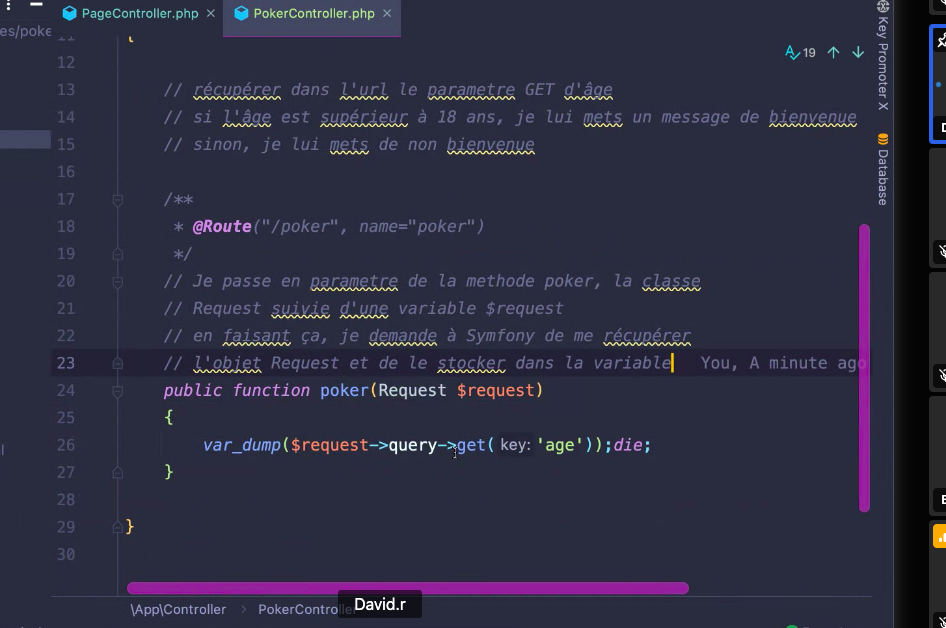 PageController.php ×
PokerController.php ×
es/poke
19
12
13 // récupérer dans l'url le parametre GET d'âge
14 // si l'âge est supérieur à 18 ans, je lui mets un message de bienvenue
15 // sinon, je lui mets de non bienvenue
16
17 /**
18 * @Route("/poker", name="poker")
19 */
20 // Je passe en parametre de la methode poker, la classe
21 // Request suivie d'une variable $request
22 // en faisant ça, je demande à Symfony de me récupérer
23 // l'objet Request et de le stocker dans la variable You, A minute ago
24 public function poker(Request $request)
25 {
26 var_dump($request->query->get( key: 'age'));die;
27 }
28
29 }
30
\App\Controller > PokerController
David.r
Key Promoter X
Database